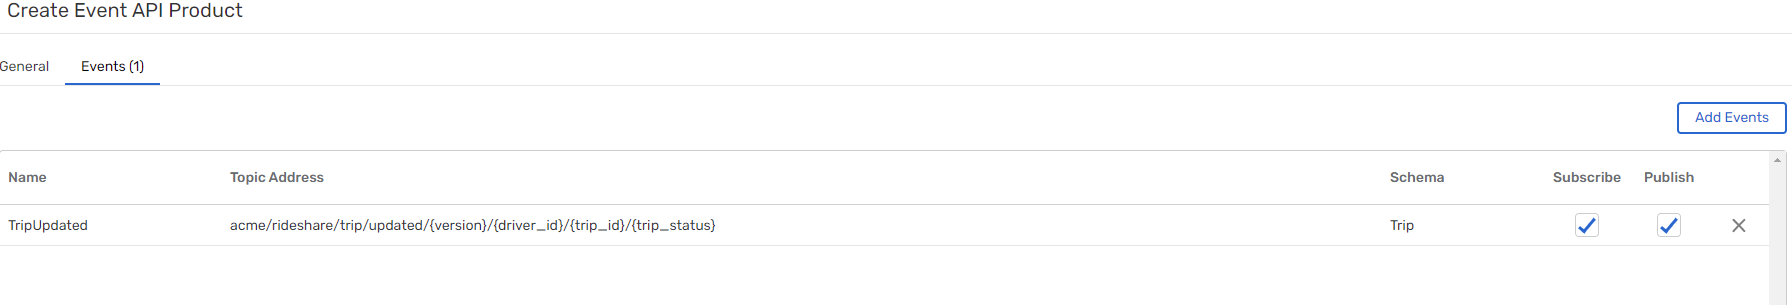 Create Event API Product
General Events (1)
Add Events
Name Topic Address Schema Subscribe Publish
TripUpdated acme/rideshare/trip/updated/{version}/{driver_id}/{trip_id}/{trip_status} Trip